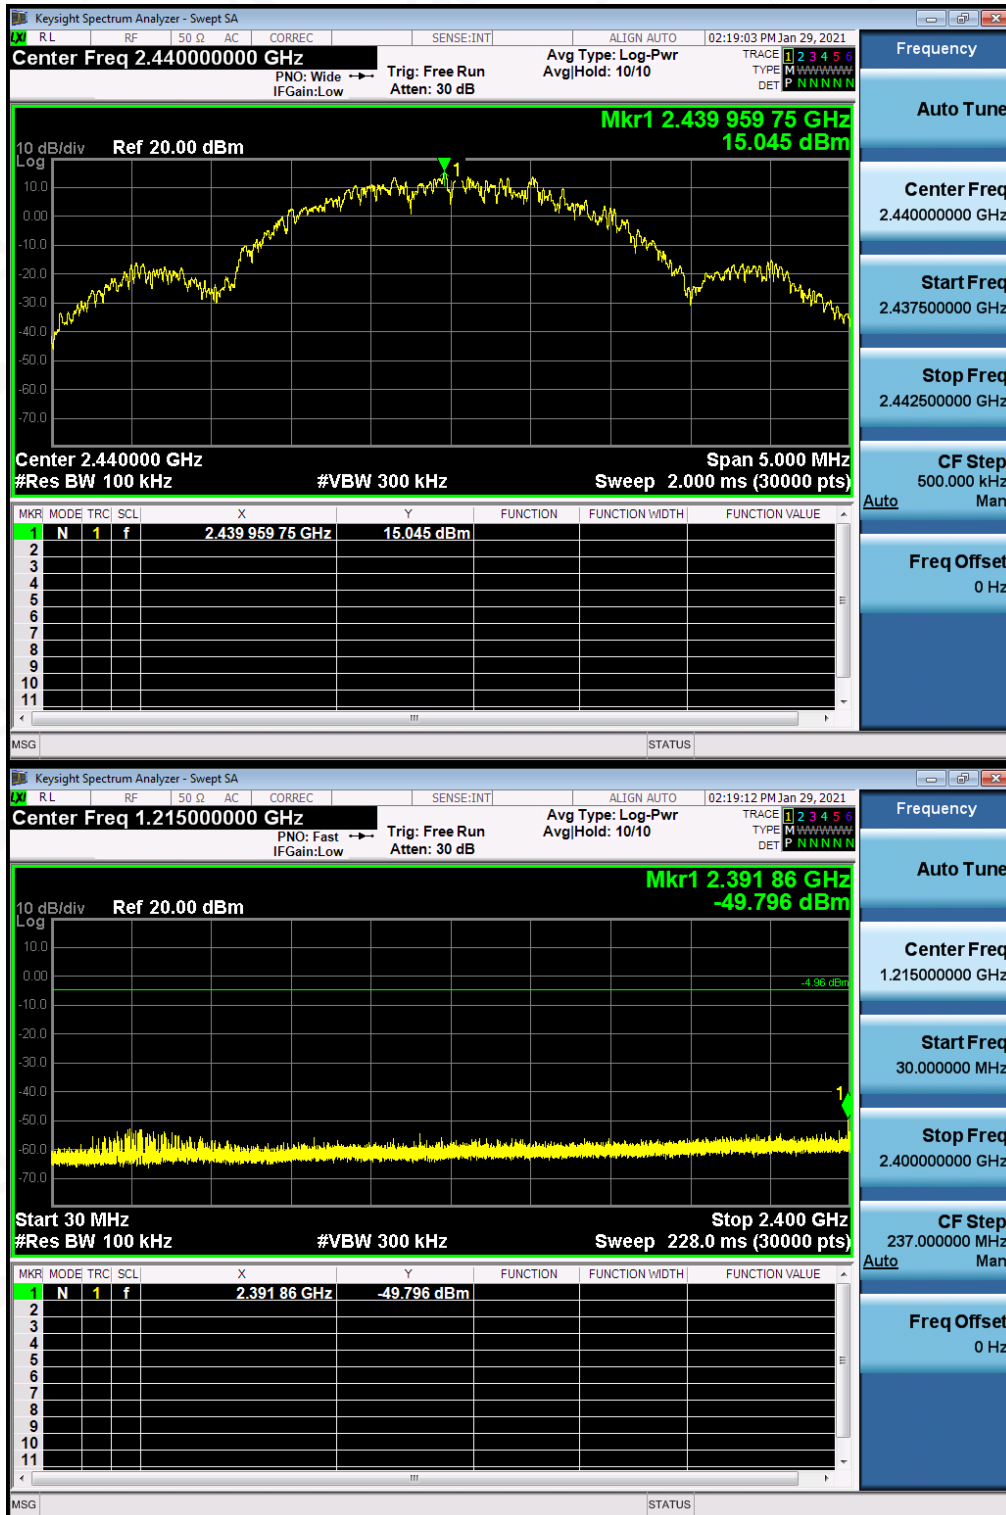 Keysight Spectrum Analyzer - Swept SA
LXI RL RF 50 Ω AC CORREC SENSE:INT ALIGN AUTO 02:19:03 PM Jan 29, 2021
Center Freq 2.440000000 GHz
PNO: Wide
IFGain:Low
Trig: Free Run
Atten: 30 dB
Avg Type: Log-Pwr
Avg|Hold: 10/10
TRACE 1 2 3 4 5 6
TYPE M WWWWW
DET P N N N N N
Mkr1 2.439 959 75 GHz
15.045 dBm
10 dB/div Ref 20.00 dBm
Log
1
10.0
0.00
-10.0
-20.0
-30.0
-40.0
-50.0
-60.0
-70.0
Center 2.440000 GHz Span 5.000 MHz
#Res BW 100 kHz #VBW 300 kHz Sweep 2.000 ms (30000 pts)
MKR MODE TRC SCL X Y FUNCTION FUNCTION WIDTH FUNCTION VALUE
1 N 1 f 2.439 959 75 GHz 15.045 dBm
2
3
4
5
6
7
8
9
10
11
MSG STATUS
Frequency
Auto Tune
Center Freq
2.440000000 GHz
Start Freq
2.437500000 GHz
Stop Freq
2.442500000 GHz
CF Step
500.000 kHz
Auto Man
Freq Offset
0 Hz
Keysight Spectrum Analyzer - Swept SA
LXI RL RF 50 Ω AC CORREC SENSE:INT ALIGN AUTO 02:19:12 PM Jan 29, 2021
Center Freq 1.215000000 GHz
PNO: Fast
IFGain:Low
Trig: Free Run
Atten: 30 dB
Avg Type: Log-Pwr
Avg|Hold: 10/10
TRACE 1 2 3 4 5 6
TYPE M WWWWW
DET P N N N N N
Mkr1 2.391 86 GHz
-49.796 dBm
10 dB/div Ref 20.00 dBm
Log
10.0
0.00
-4.96 dBm
-10.0
-20.0
-30.0
-40.0
1
-50.0
-60.0
-70.0
Start 30 MHz Stop 2.400 GHz
#Res BW 100 kHz #VBW 300 kHz Sweep 228.0 ms (30000 pts)
MKR MODE TRC SCL X Y FUNCTION FUNCTION WIDTH FUNCTION VALUE
1 N 1 f 2.391 86 GHz -49.796 dBm
2
3
4
5
6
7
8
9
10
11
MSG STATUS
Frequency
Auto Tune
Center Freq
1.215000000 GHz
Start Freq
30.000000 MHz
Stop Freq
2.400000000 GHz
CF Step
237.000000 MHz
Auto Man
Freq Offset
0 Hz